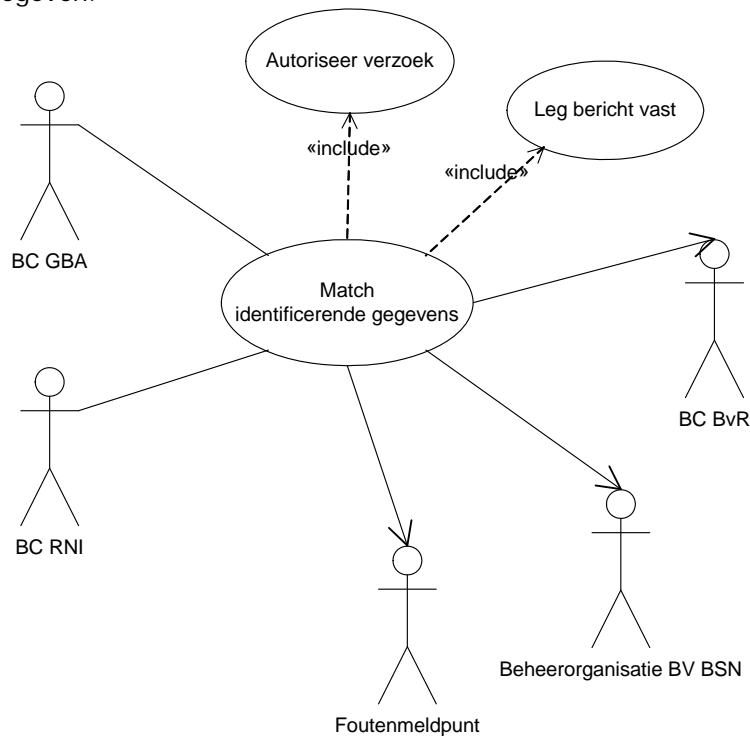 Autoriseer verzoek
Leg bericht vast
«include»
«include»
BC GBA
Match
identificerende gegevens
BC BvR
BC RNI
Beheerorganisatie BV BSN
Foutenmeldpunt